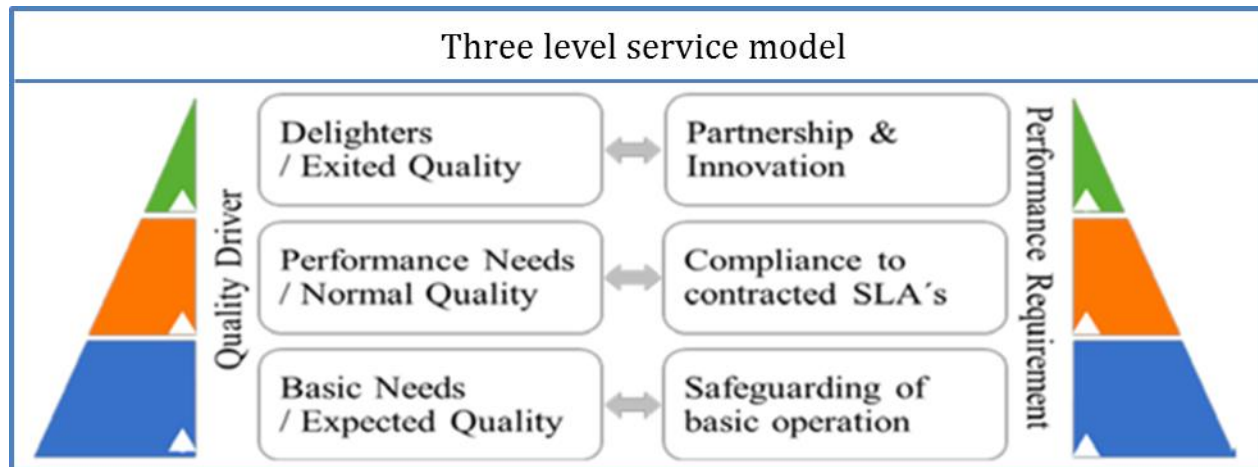 Three level service model
Quality Driver
Delighters
/ Exited Quality
Partnership &
Innovation
Performance Needs
/ Normal Quality
Compliance to
contracted SLA´s
Basic Needs
/ Expected Quality
Safeguarding of
basic operation
Performance Requirement